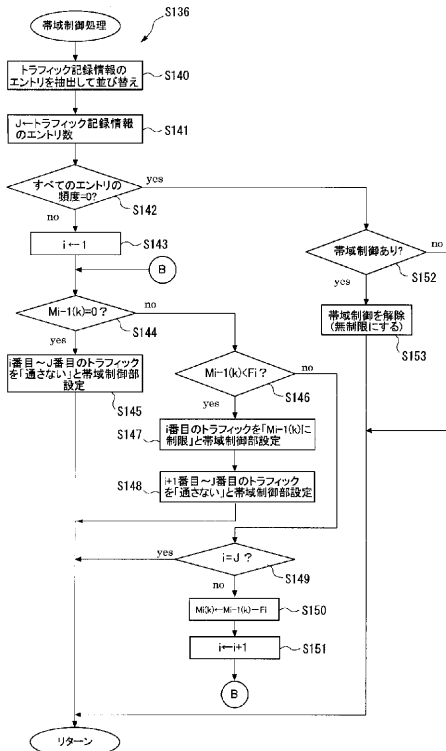 S136
帯域制御処理
トラフィック記録情報の
エントリを抽出して並び替え
S140
J←トラフィック記録情報
のエントリ数
S141
すべてのエントリの
頻度=0?
yes
S142
no
i←1
S143
帯域制御あり?
no
S152
yes
B
Mi-1(k)=0?
no
S144
yes
帯域制御を解除
(無制限にする)
S153
i番目~J番目のトラフィック
を「通さない」と帯域制御部
設定
S145
Mi-1(k)<Fi?
no
S146
yes
S147
i番目のトラフィックを「Mi-1(k)に
制限」と帯域制御部設定
S148
i+1番目~J番目のトラフィック
を「通さない」と帯域制御部設定
yes
i=J?
S149
no
Mi(k)←Mi-1(k)-Fi
S150
i←i+1
S151
B
リターン